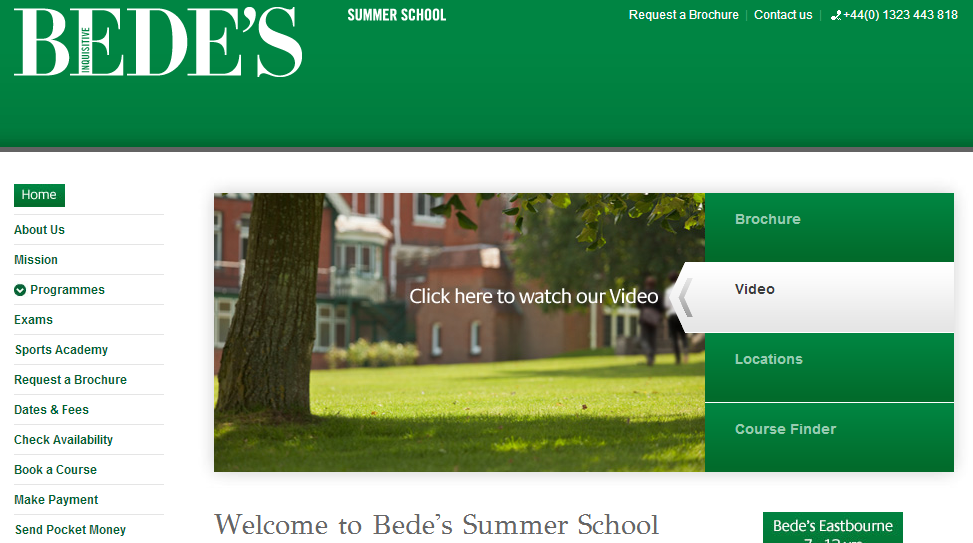 BEDE'S
INQUISITIVE
SUMMER SCHOOL
Request a Brochure
Contact us
+44(0) 1323 443 818
Home
About Us
Mission
Programmes
Exams
Sports Academy
Request a Brochure
Dates & Fees
Check Availability
Book a Course
Make Payment
Send Pocket Money
Click here to watch our Video
Brochure
Video
Locations
Course Finder
Welcome to Bede's Summer School
Bede's Eastbourne